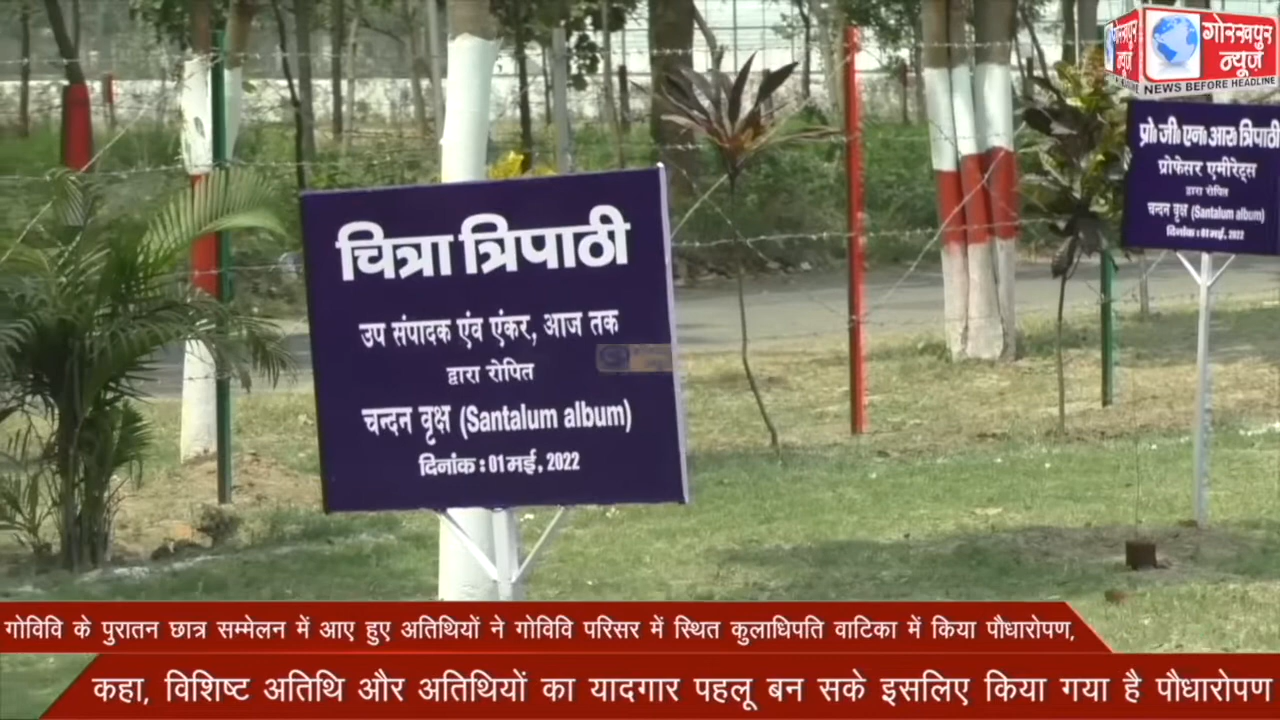 गोरखपुर
न्यूज़
NEWS BEFORE HEADLINE
चित्रा त्रिपाठी
उप संपादक एंव एंकर, आज तक
द्वारा रोपित
चन्दन वृक्ष (Santalum album)
दिनांक : 01 मई, 2022
प्रो० जी० एन० आर० त्रिपाठी
प्रोफेसर एमीरेट्स
द्वारा रोपित
चन्दन वृक्ष (Santalum album)
दिनांक : 01 मई, 2022
गोविवि के पुरातन छात्र सम्मेलन में आए हुए अतिथियों ने गोविवि परिसर में स्थित कुलाधिपति वाटिका में किया पौधारोपण,
कहा, विशिष्ट अतिथि और अतिथियों का यादगार पहलू बन सके इसलिए किया गया है पौधारोपण